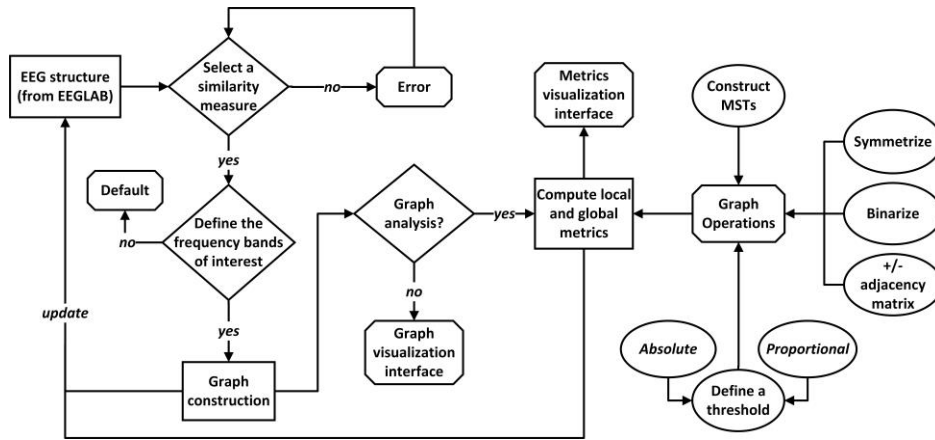 EEG structure
(from EEGLAB)
Select a
similarity
measure
no
Error
yes
Default
no
Define the
frequency bands
of interest
yes
update
Graph
construction
Graph
analysis?
yes
no
Graph
visualization
interface
Metrics
visualization
interface
Compute local
and global
metrics
Construct
MSTs
Graph
Operations
Symmetrize
Binarize
+/-
adjacency
matrix
Absolute
Proportional
Define a
threshold